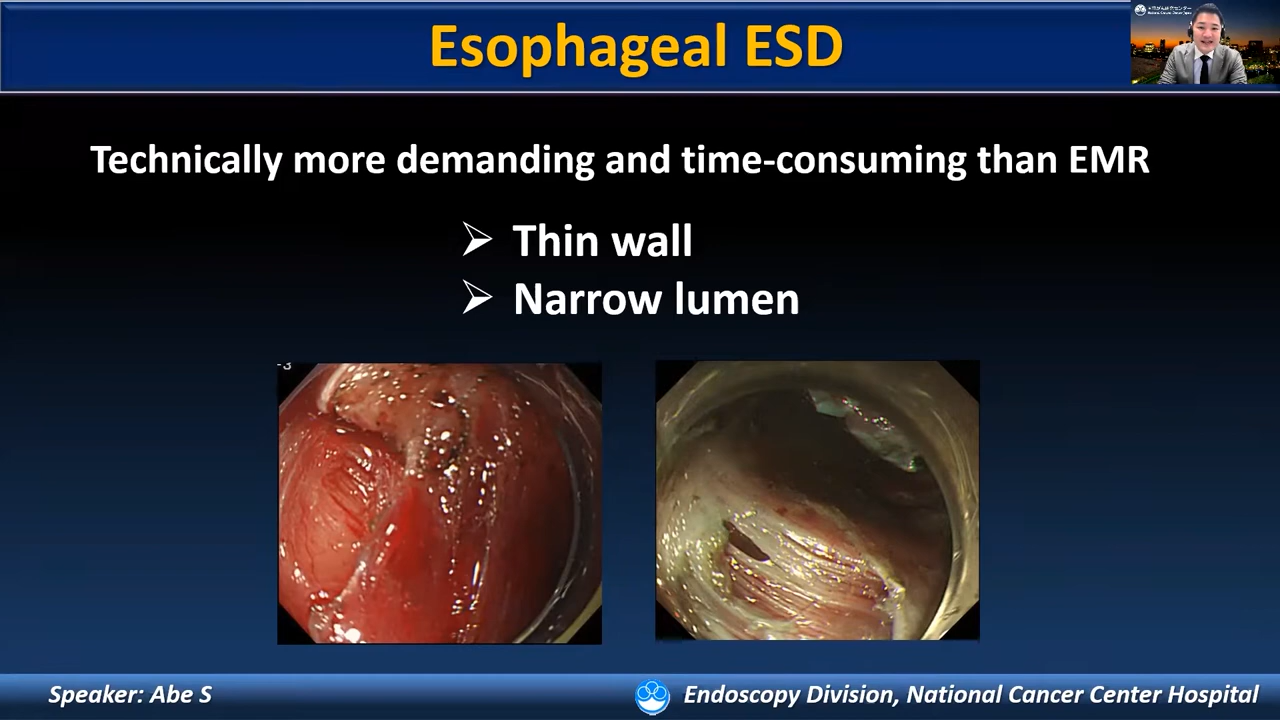 Esophageal ESD
Technically more demanding and time-consuming than EMR
➢ Thin wall
➢ Narrow lumen
-3
Speaker: Abe S
Endoscopy Division, National Cancer Center Hospital